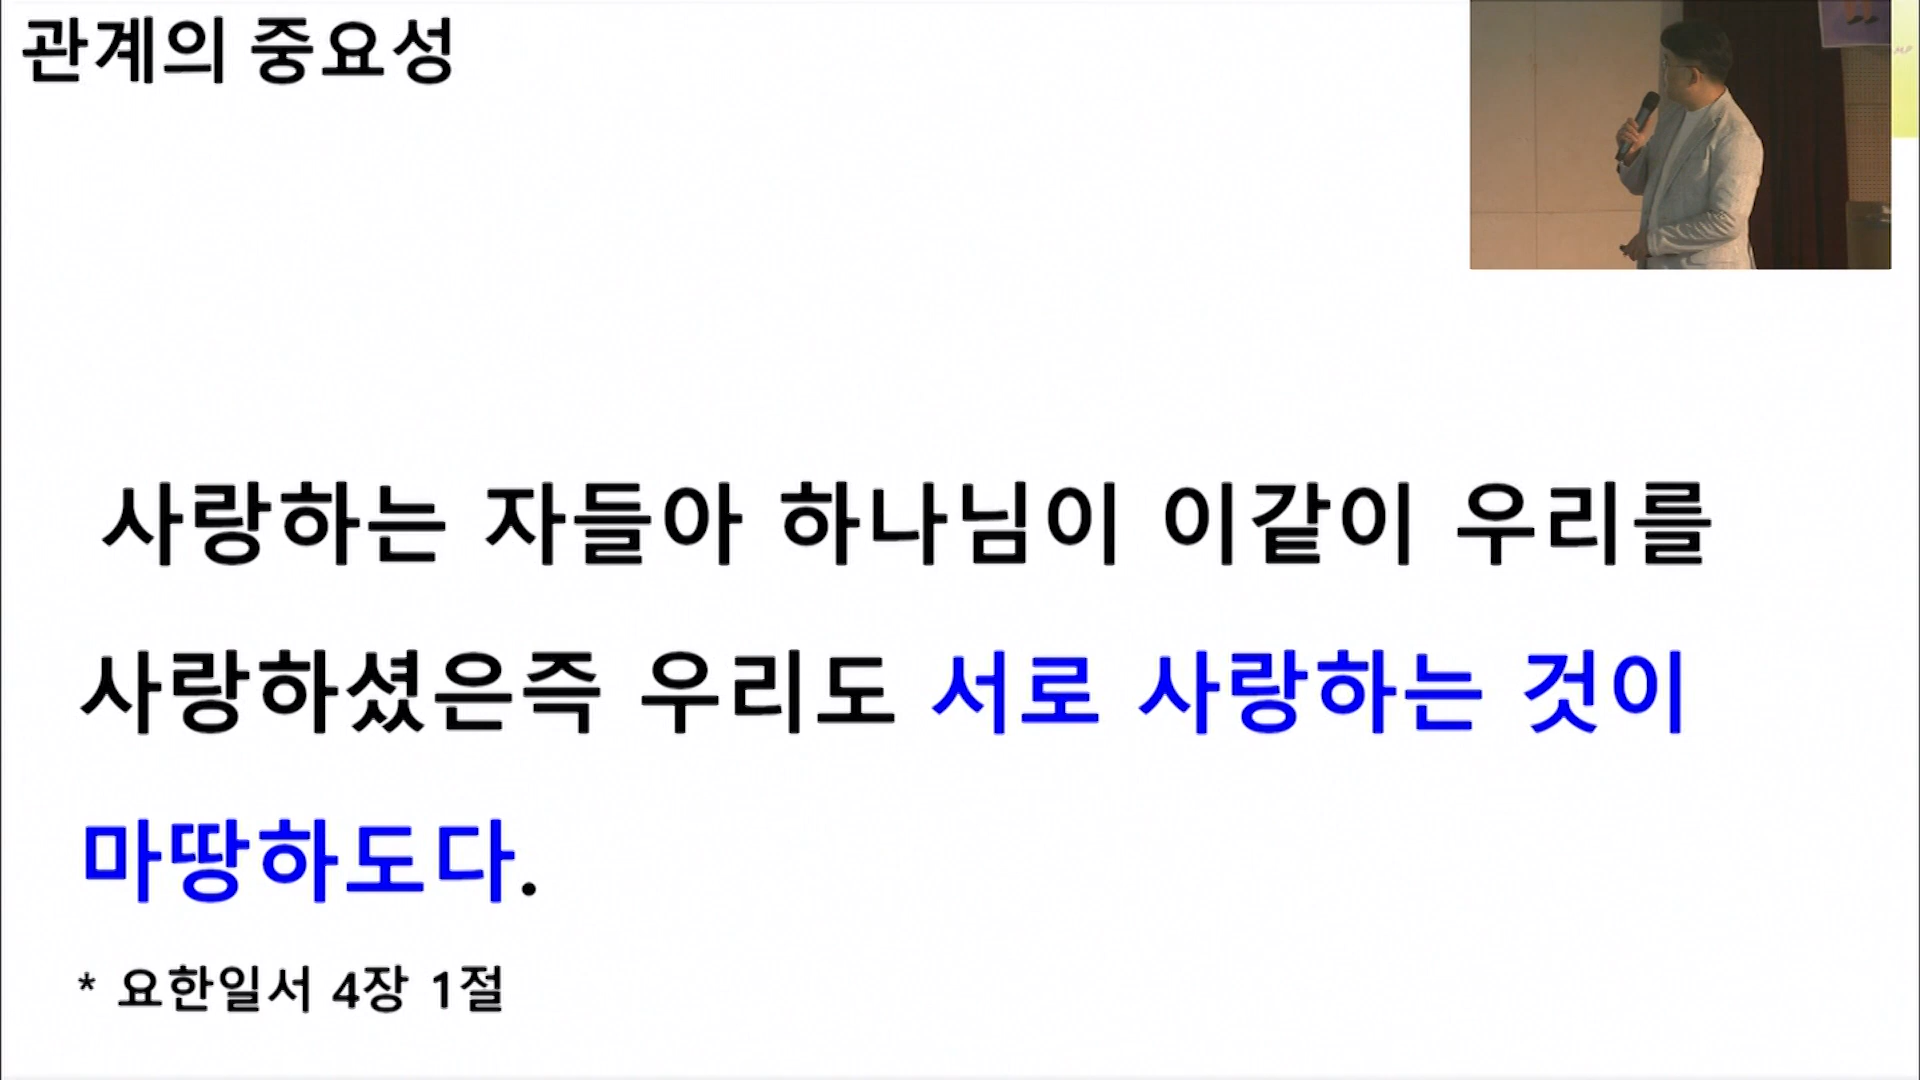 관계의 중요성
사랑하는 자들아 하나님이 이같이 우리를
사랑하셨은즉 우리도 서로 사랑하는 것이
마땅하도다.
* 요한일서 4장 1절